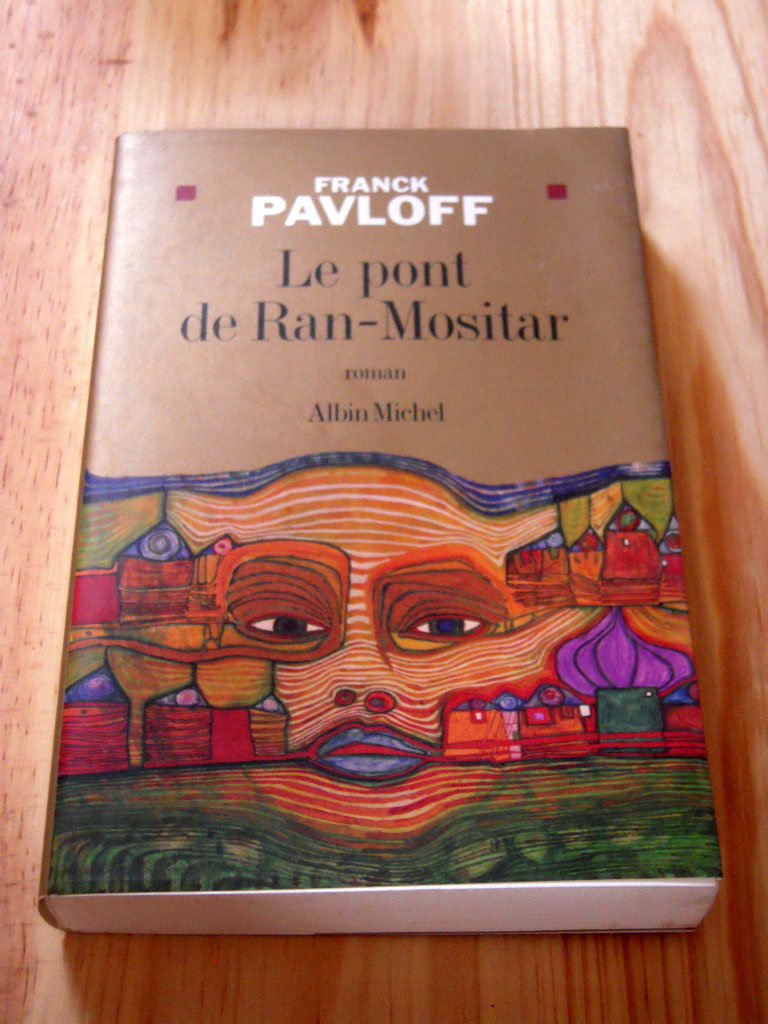 FRANCK
PAVLOFF
Le pont
de Ran-Mositar
roman
Albin Michel